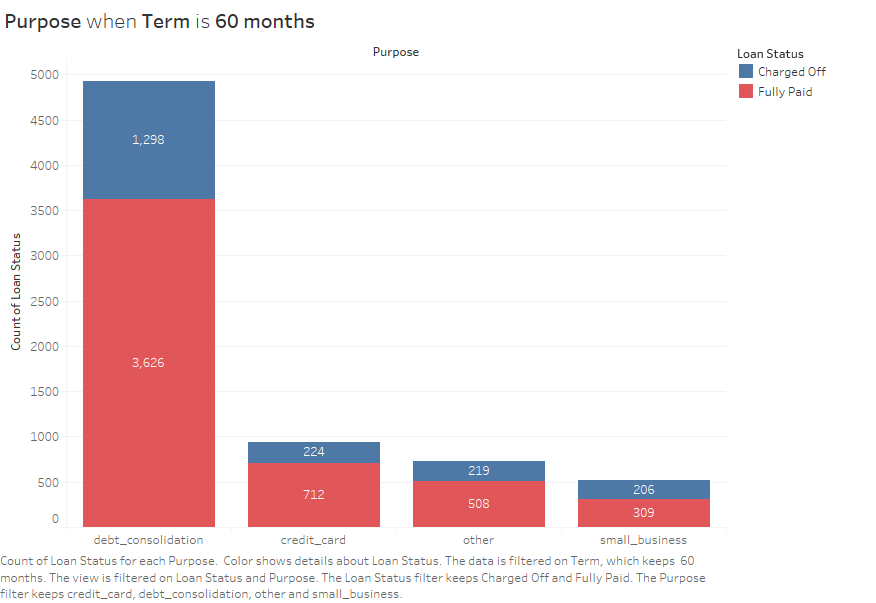 Purpose when Term is 60 months
Purpose
Loan Status
Charged Off
Fully Paid
Count of Loan Status
5000
4500
4000
3500
3000
2500
2000
1500
1000
500
0
1,298
3,626
224
712
219
508
206
309
debt_consolidation
credit_card
other
small_business
Count of Loan Status for each Purpose.  Color shows details about Loan Status. The data is filtered on Term, which keeps  60
months. The view is filtered on Loan Status and Purpose. The Loan Status filter keeps Charged Off and Fully Paid. The Purpose
filter keeps credit_card, debt_consolidation, other and small_business.